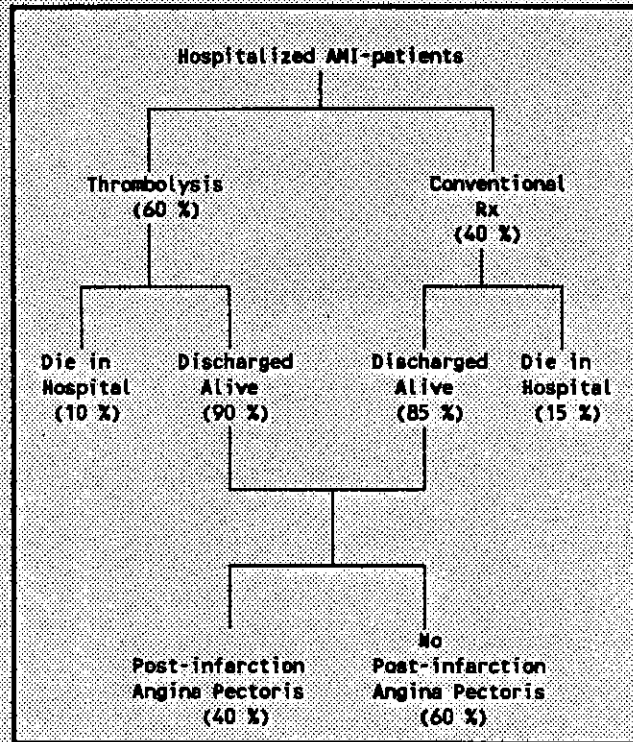 Hospitalized AMI-patients
Thrombolysis
(60 %)
Conventional
Rx
(40 %)
Die in
Hospital
(10 %)
Discharged
Alive
(90 %)
Discharged
Alive
(85 %)
Die in
Hospital
(15 %)
Post-infarction
Angina Pectoris
(40 %)
No
Post-infarction
Angina Pectoris
(60 %)